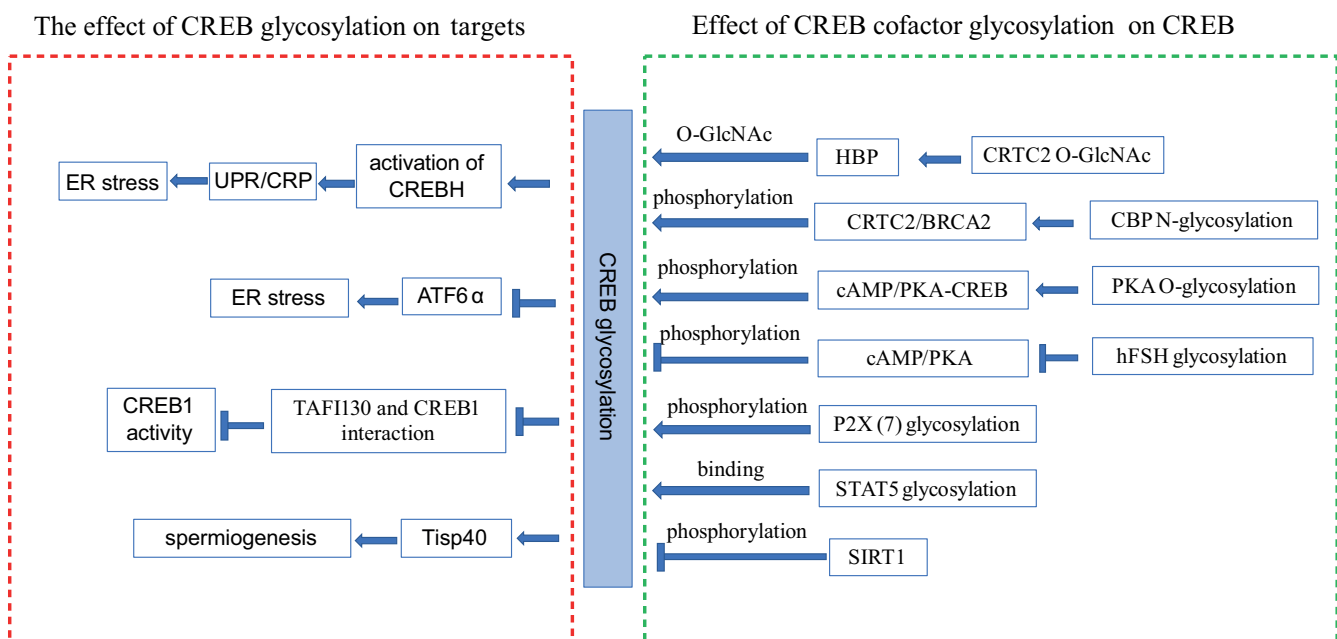 The effect of CREB glycosylation on targets
Effect of CREB cofactor glycosylation on CREB
ER stress
UPR/CRP
activation of
CREBH
ER stress
ATF6 α
CREB1
activity
TAFI130 and CREB1
interaction
spermiogenesis
Tisp40
CREB glycosylation
O-GlcNAc
HBP
CRTC2 O-GlcNAc
phosphorylation
CRTC2/BRCA2
CBP N-glycosylation
phosphorylation
cAMP/PKA-CREB
PKA O-glycosylation
phosphorylation
cAMP/PKA
hFSH glycosylation
phosphorylation
P2X (7) glycosylation
binding
STAT5 glycosylation
phosphorylation
SIRT1